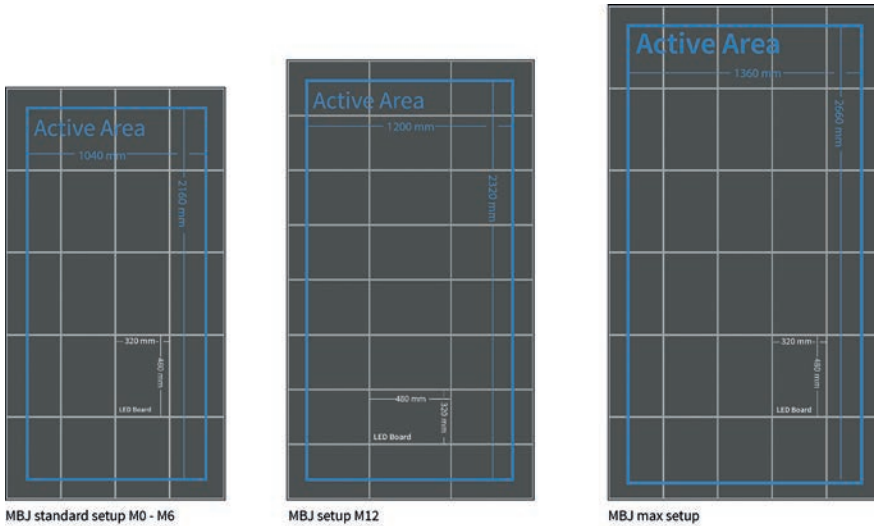 Active Area
1040 mm
2160 mm
320 mm
480 mm
LED Board
MBJ standard setup M0 - M6
Active Area
1200 mm
2320 mm
480 mm
320 mm
LED Board
MBJ setup M12
Active Area
1360 mm
2660 mm
320 mm
480 mm
LED Board
MBJ max setup